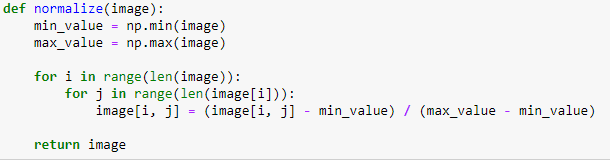 def normalize(image):
    min_value = np.min(image)
    max_value = np.max(image)

    for i in range(len(image)):
        for j in range(len(image[i])):
            image[i, j] = (image[i, j] - min_value) / (max_value - min_value)

    return image